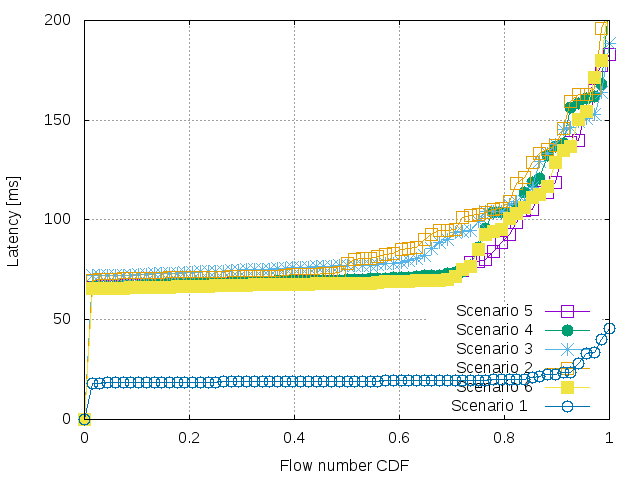 200
150
100
50
0
Latency [ms]
Scenario 5
Scenario 4
Scenario 3
Scenario 2
Scenario 6
Scenario 1
0 0.2 0.4 0.6 0.8 1
Flow number CDF